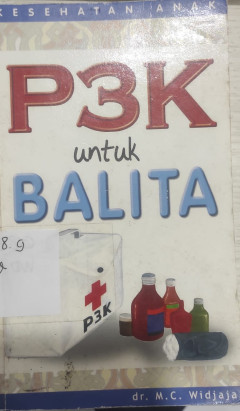 KESEHATAN ANAK
P3K
untuk
BALITA
8.9
P3K
dr. M.C. Widjaja